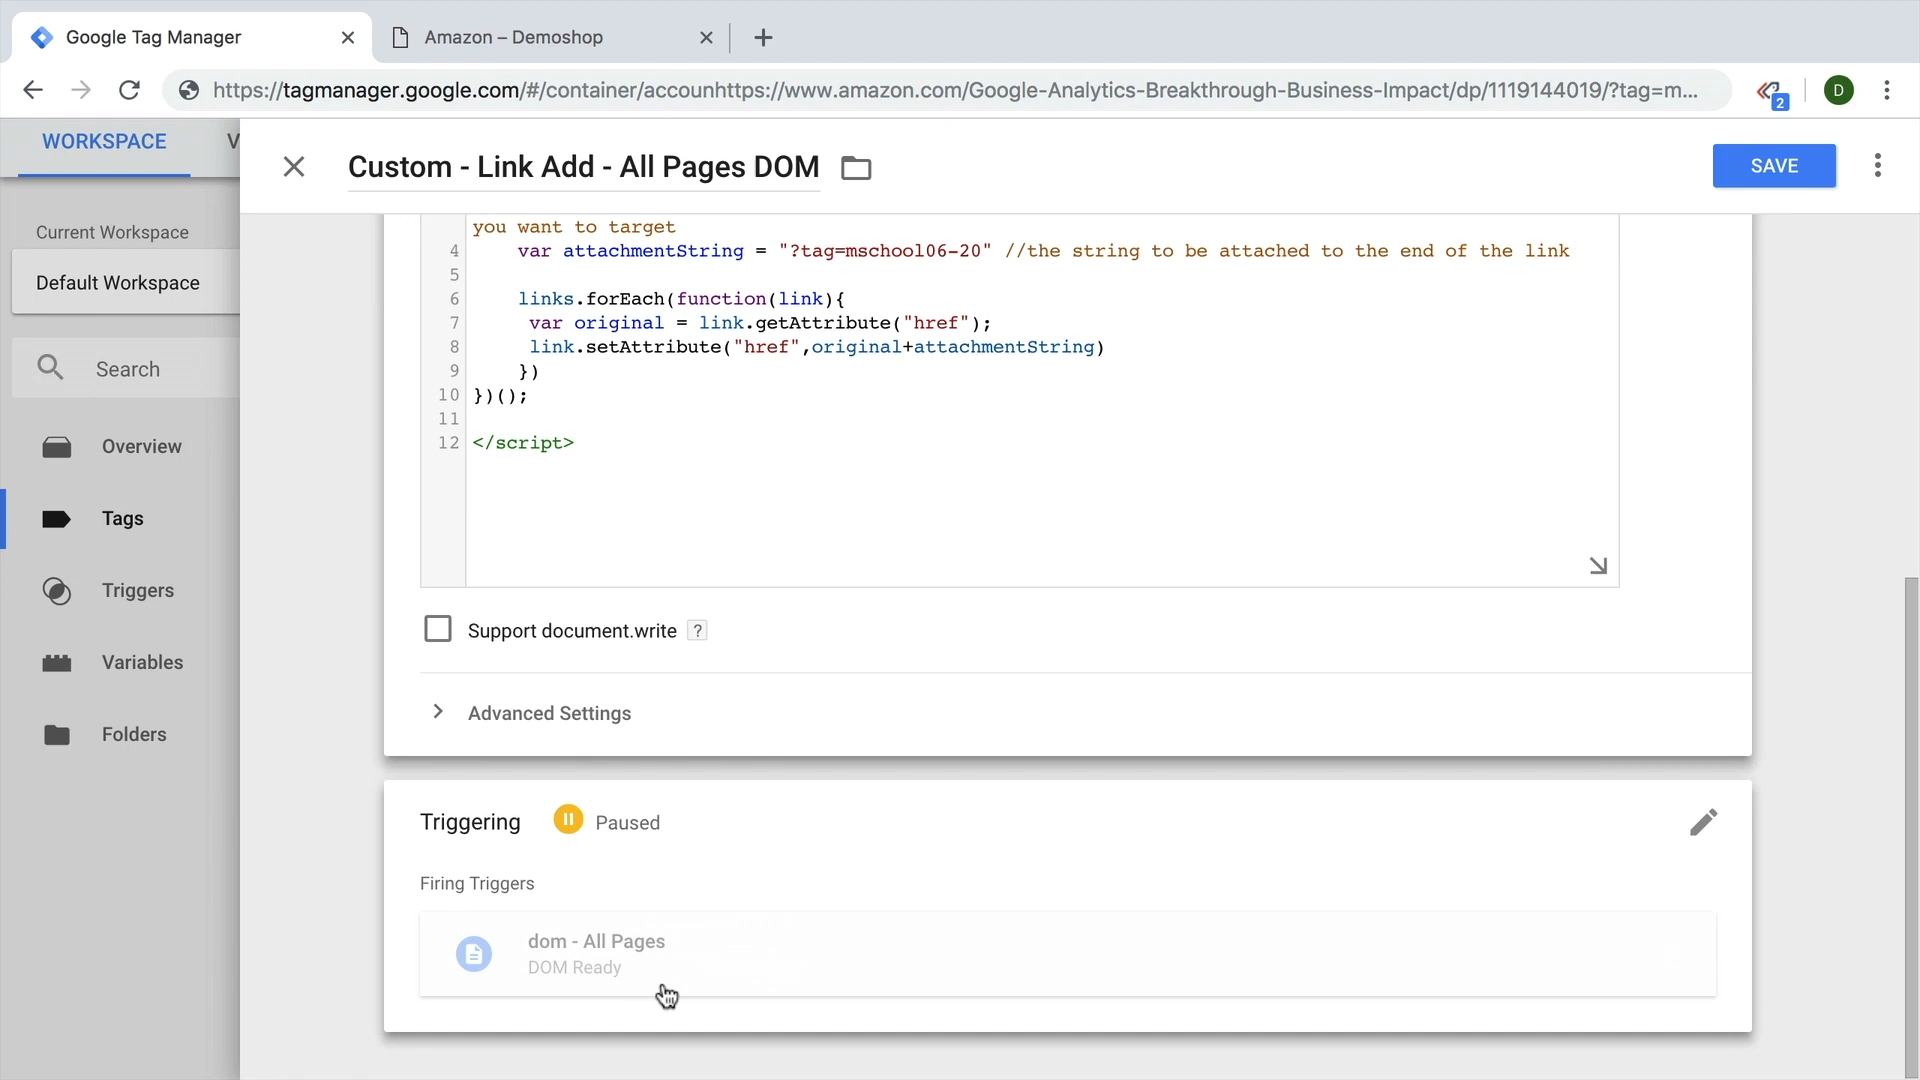 Google Tag Manager
Amazon – Demoshop
https://tagmanager.google.com/#/container/accounhttps://www.amazon.com/Google-Analytics-Breakthrough-Business-Impact/dp/1119144019/?tag=m...
2
D
WORKSPACE
V
Custom - Link Add - All Pages DOM
SAVE
Current Workspace
Default Workspace
Search
Overview
Tags
Triggers
Variables
Folders
you want to target
4 var attachmentString = "?tag=mschool06-20" //the string to be attached to the end of the link
5
6 links.forEach(function(link){
7 var original = link.getAttribute("href");
8 link.setAttribute("href",original+attachmentString)
9 })
10 })();
11
12 </script>
Support document.write ?
Advanced Settings
Triggering Paused
Firing Triggers
dom - All Pages
DOM Ready